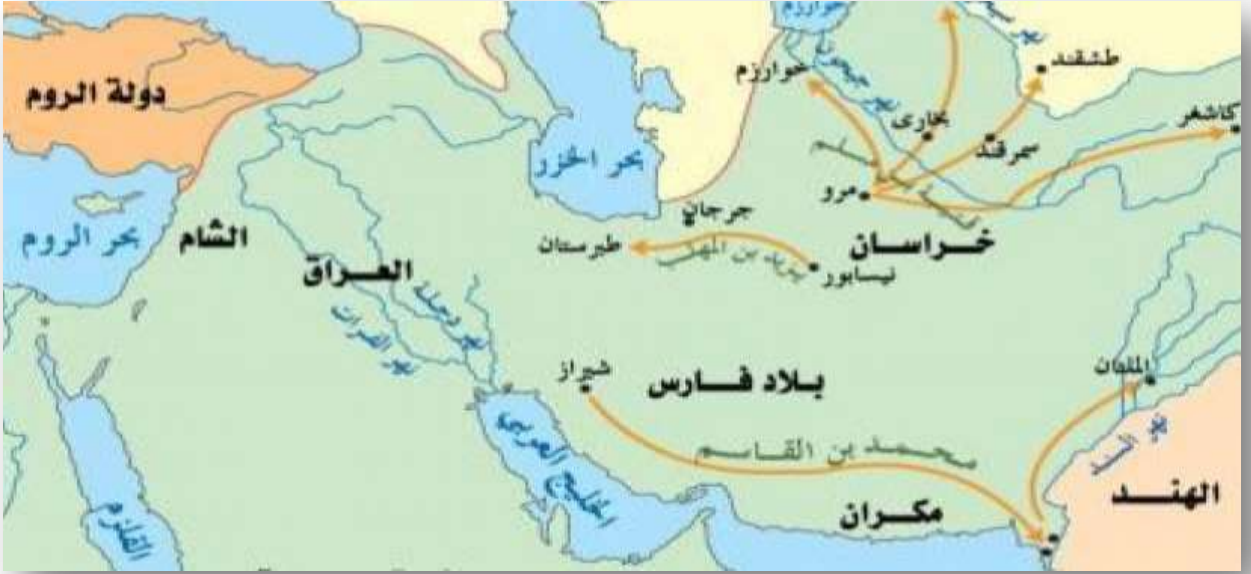 خوارزم
طشقند
خوارزم
كاشغر
بخارى
سمرقند
دولة الروم
بحر الخزر
مرو
جرجان
خراسان
الشام
بحر الروم
طبرستان
يزيد بن المهلب
نيسابور
العراق
نهر دجلة
نهر الفرات
شيراز
بلاد فارس
الملتان
محمد بن القاسم
نهر السند
الخليج العربي
الهند
مكران
القلزم